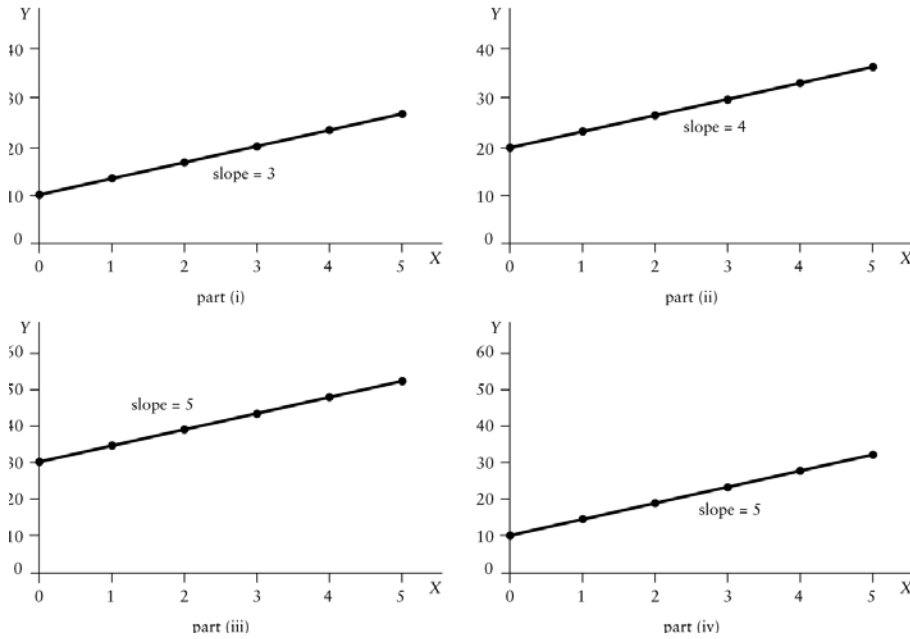 Y
40
30
20
10
0
0 1 2 3 4 5 X
slope = 3
part (i)
Y
40
30
20
10
0
0 1 2 3 4 5 X
slope = 4
part (ii)
Y
60
50
40
30
20
10
0
0 1 2 3 4 5 X
slope = 5
part (iii)
Y
60
50
40
30
20
10
0
0 1 2 3 4 5 X
slope = 5
part (iv)